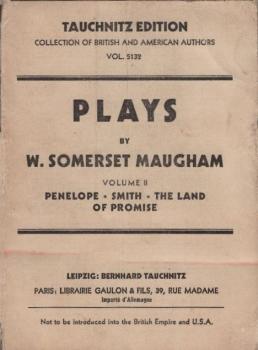 TAUCHNITZ EDITION
COLLECTION OF BRITISH AND AMERICAN AUTHORS
VOL. 5132
PLAYS
BY
W. SOMERSET MAUGHAM
VOLUME II
PENELOPE · SMITH · THE LAND
OF PROMISE
LEIPZIG: BERNHARD TAUCHNITZ
PARIS: LIBRAIRIE GAULON & FILS, 39, RUE MADAME
Importé d'Allemagne
Not to be introduced into the British Empire and U.S.A.